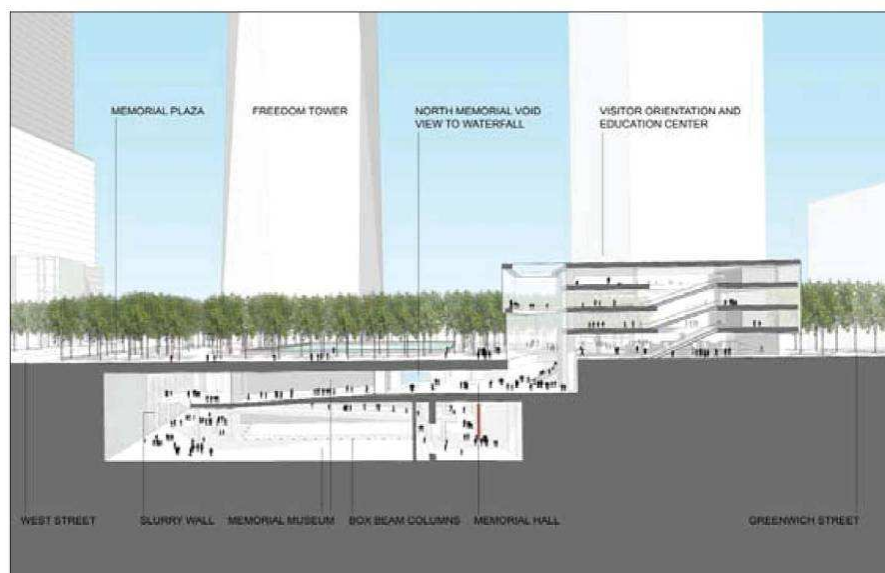 MEMORIAL PLAZA
FREEDOM TOWER
NORTH MEMORIAL VOID
VIEW TO WATERFALL
VISITOR ORIENTATION AND
EDUCATION CENTER
WEST STREET
SLURRY WALL
MEMORIAL MUSEUM
BOX BEAM COLUMNS
MEMORIAL HALL
GREENWICH STREET